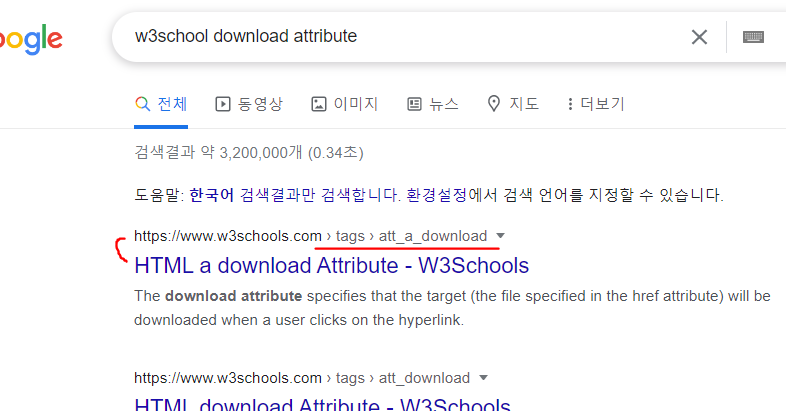 oogle
w3school download attribute
전체 동영상 이미지 뉴스 지도 더보기
검색결과 약 3,200,000개 (0.34초)
도움말: 한국어 검색결과만 검색합니다. 환경설정에서 검색 언어를 지정할 수 있습니다.
https://www.w3schools.com › tags › att_a_download
HTML a download Attribute - W3Schools
The download attribute specifies that the target (the file specified in the href attribute) will be
downloaded when a user clicks on the hyperlink.
https://www.w3schools.com › tags › att_download
HTML download Attribute - W3Schools